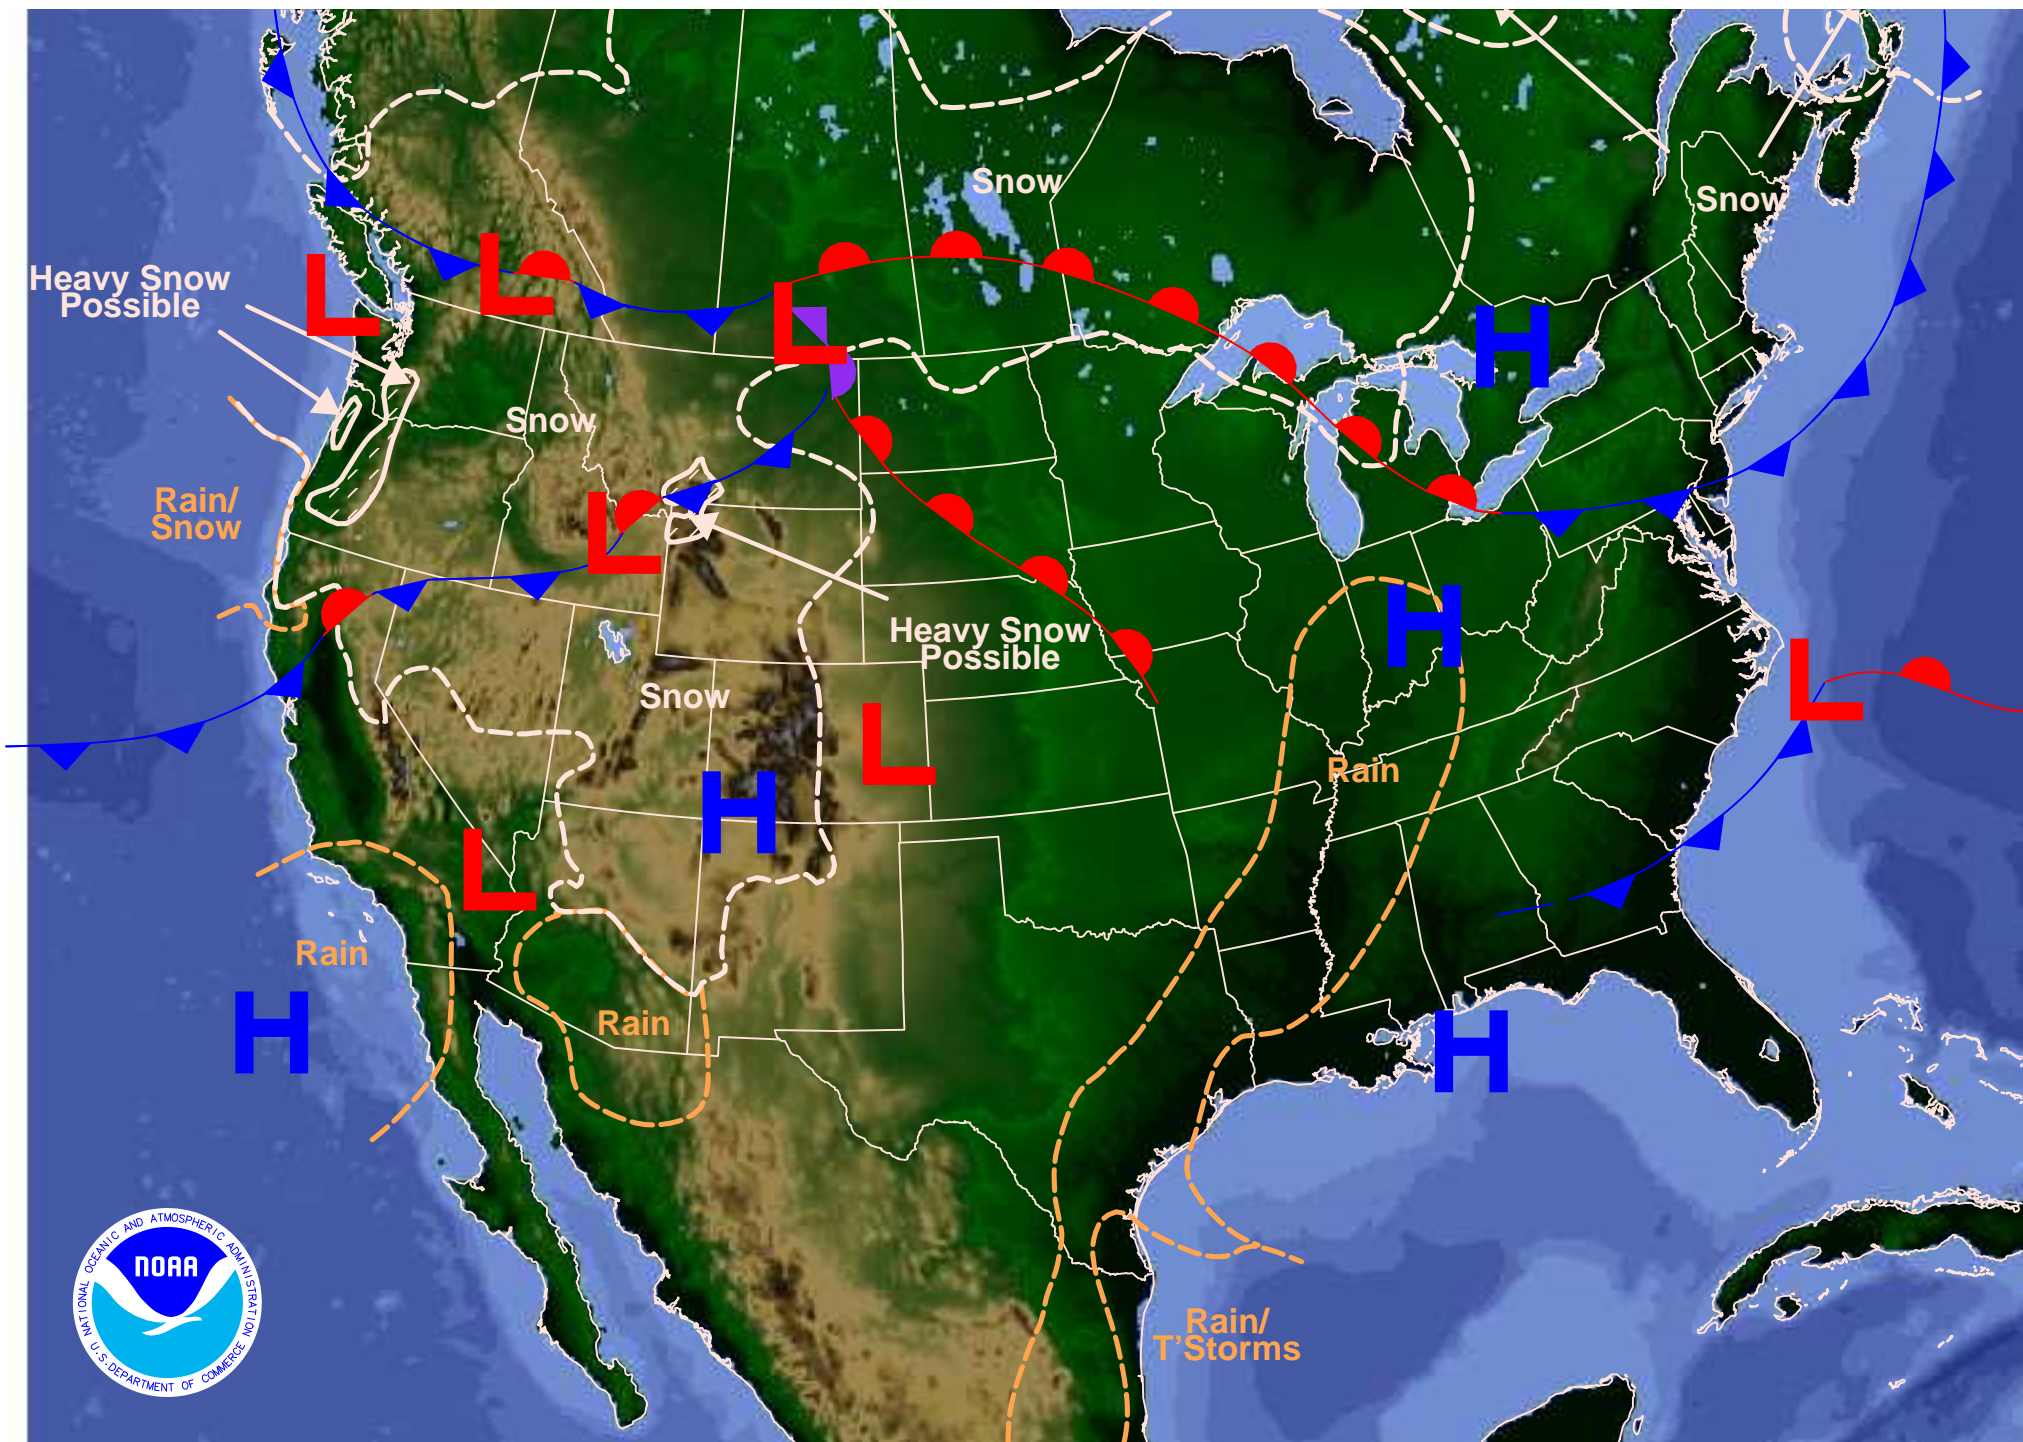 Snow
Snow
Heavy Snow
Possible
L
L
L
H
Snow
Rain/
Snow
L
H
Heavy Snow
Possible
L
Snow
L
Rain
H
L
Rain
H
Rain
H
NATIONAL OCEANIC AND ATMOSPHERIC ADMINISTRATION
NOAA
U.S. DEPARTMENT OF COMMERCE
Rain/
T'Storms